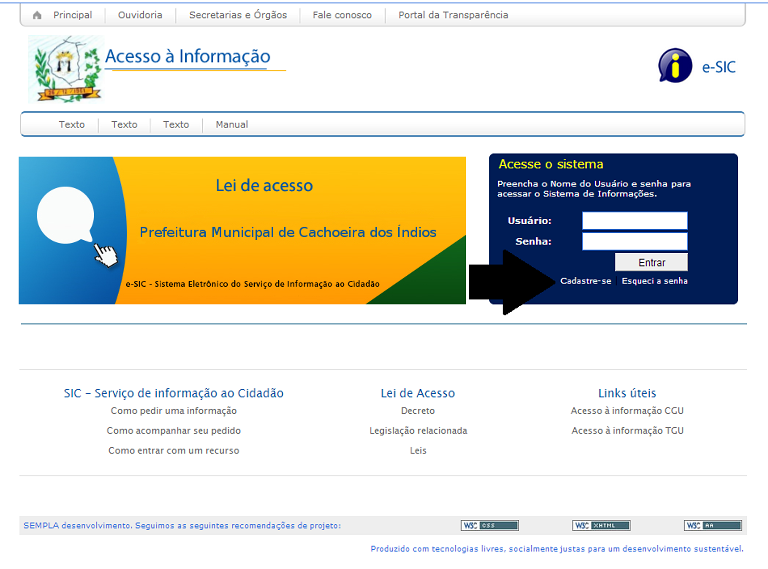 Principal Ouvidoria Secretarias e Órgãos Fale conosco Portal da Transparência
Acesso à Informação
e-SIC
Texto Texto Texto Manual
Lei de acesso
Prefeitura Municipal de Cachoeira dos Índios
e-SIC - Sistema Eletrônico do Serviço de Informação ao Cidadão
Acesse o sistema
Preencha o Nome do Usuário e senha para
acessar o Sistema de Informações.
Usuário:
Senha:
Entrar
Cadastre-se Esqueci a senha
SIC - Serviço de informação ao Cidadão
Como pedir uma informação
Como acompanhar seu pedido
Como entrar com um recurso
Lei de Acesso
Decreto
Legislação relacionada
Leis
Links úteis
Acesso à informação CGU
Acesso à informação TGU
SEMPLA desenvolvimento. Seguimos as seguintes recomendações de projeto:
W3C CSS W3C XHTML W3C AA
Produzido com tecnologias livres, socialmente justas para um desenvolvimento sustentável.